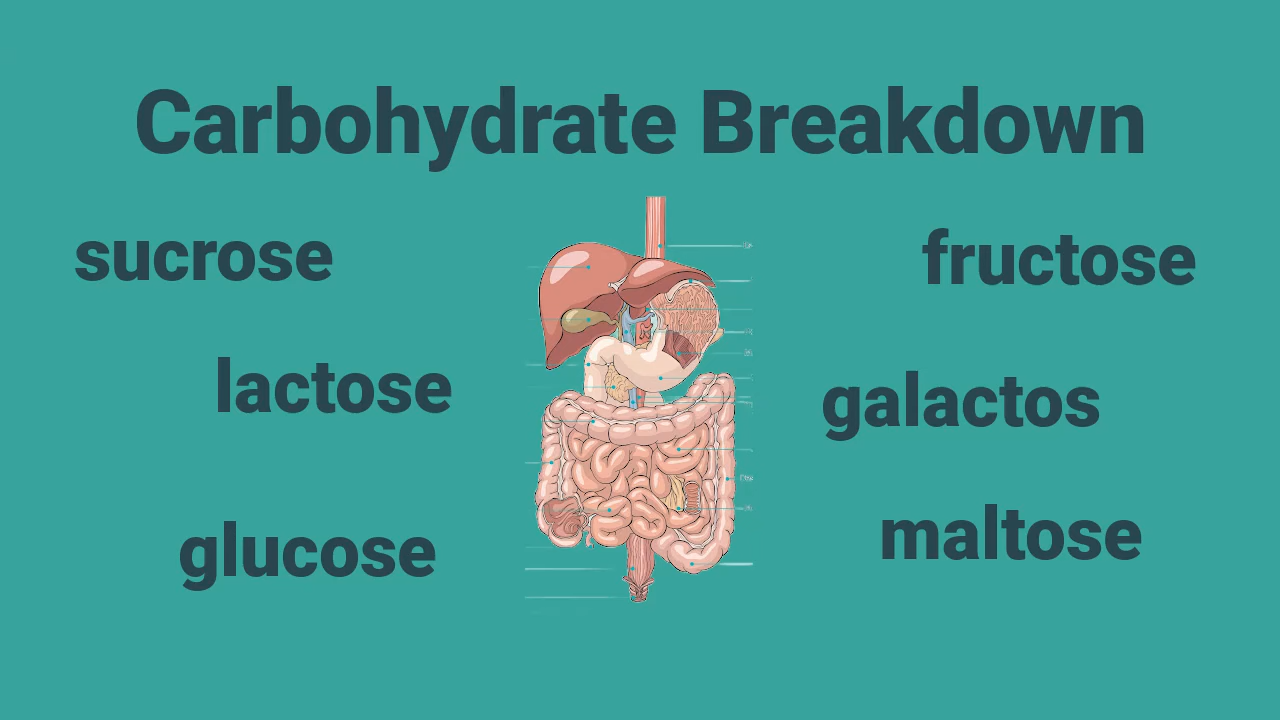 Carbohydrate Breakdown
sucrose
fructose
lactose
galactos
glucose
maltose